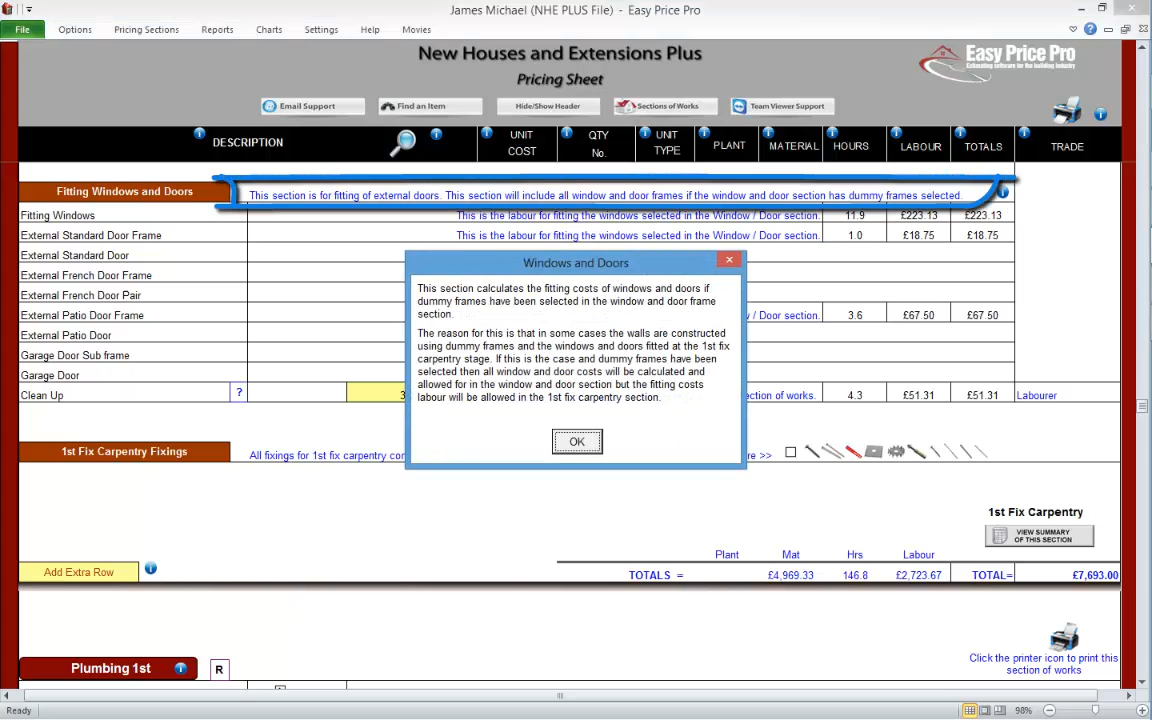 James Michael (NHE PLUS File) - Easy Price Pro
File Options Pricing Sections Reports Charts Settings Help Movies
New Houses and Extensions Plus
Pricing Sheet
Easy Price Pro
Estimating software for the building industry
Email Support Find an Item Hide/Show Header Sections of Works Team Viewer Support
DESCRIPTION UNIT COST QTY No. UNIT TYPE PLANT MATERIAL HOURS LABOUR TOTALS TRADE
Fitting Windows and Doors This section is for fitting of external doors. This section will include all window and door frames if the window and door section has dummy frames selected.
Fitting Windows This is the labour for fitting the windows selected in the Window / Door section. 11.9 £223.13 £223.13
External Standard Door Frame This is the labour for fitting the windows selected in the Window / Door section. 1.0 £18.75 £18.75
External Standard Door
External French Door Frame
External French Door Pair
External Patio Door Frame / Door section. 3.6 £67.50 £67.50
External Patio Door
Garage Door Sub frame
Garage Door
Clean Up ? 3 ection of works. 4.3 £51.31 £51.31 Labourer
Windows and Doors
This section calculates the fitting costs of windows and doors if
dummy frames have been selected in the window and door frame
section.
The reason for this is that in some cases the walls are constructed
using dummy frames and the windows and doors fitted at the 1st fix
carpentry stage. If this is the case and dummy frames have been
selected then all window and door costs will be calculated and
allowed for in the window and door section but the fitting costs
labour will be allowed in the 1st fix carpentry section.
OK
1st Fix Carpentry Fixings All fixings for 1st fix carpentry con re >>
1st Fix Carpentry
VIEW SUMMARY
OF THIS SECTION
Plant Mat Hrs Labour
Add Extra Row TOTALS = £4,969.33 146.8 £2,723.67 TOTAL= £7,693.00
Click the printer icon to print this
section of works
Plumbing 1st R
Ready 98%